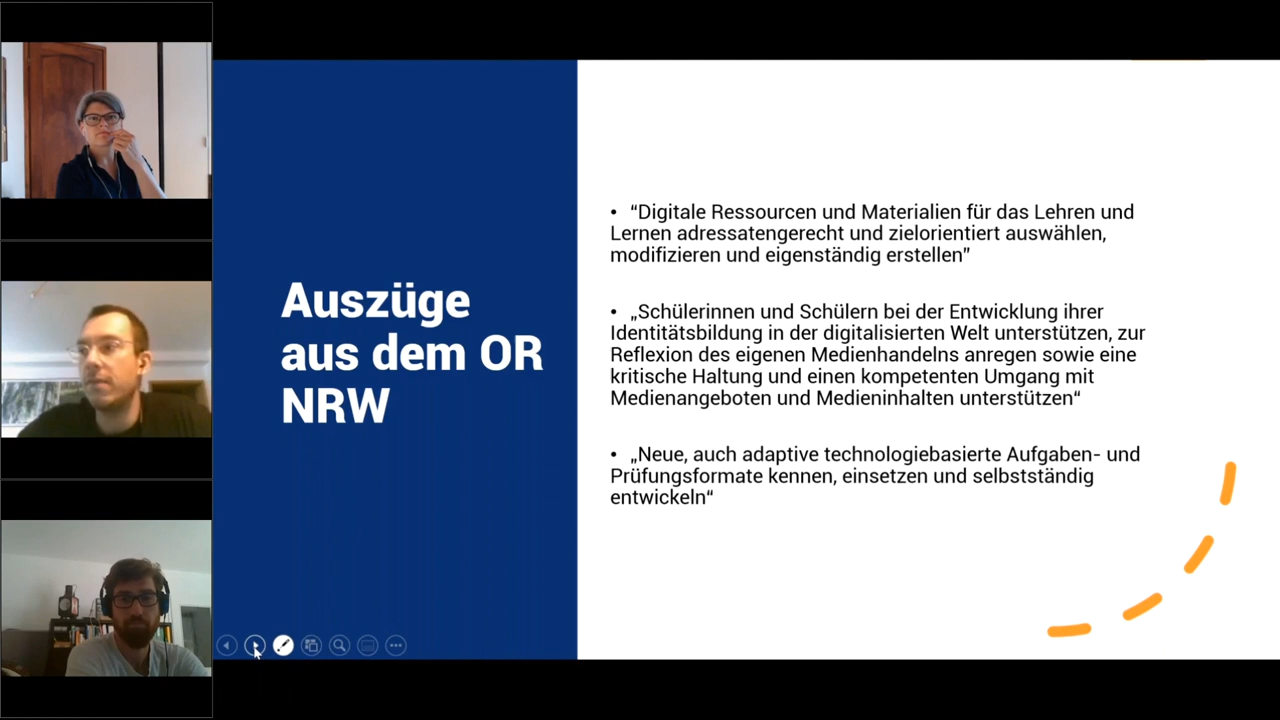 Auszüge
aus dem OR
NRW
• “Digitale Ressourcen und Materialien für das Lehren und
Lernen adressatengerecht und zielorientiert auswählen,
modifizieren und eigenständig erstellen”
• „Schülerinnen und Schülern bei der Entwicklung ihrer
Identitätsbildung in der digitalisierten Welt unterstützen, zur
Reflexion des eigenen Medienhandelns anregen sowie eine
kritische Haltung und einen kompetenten Umgang mit
Medienangeboten und Medieninhalten unterstützen“
• „Neue, auch adaptive technologiebasierte Aufgaben- und
Prüfungsformate kennen, einsetzen und selbstständig
entwickeln“